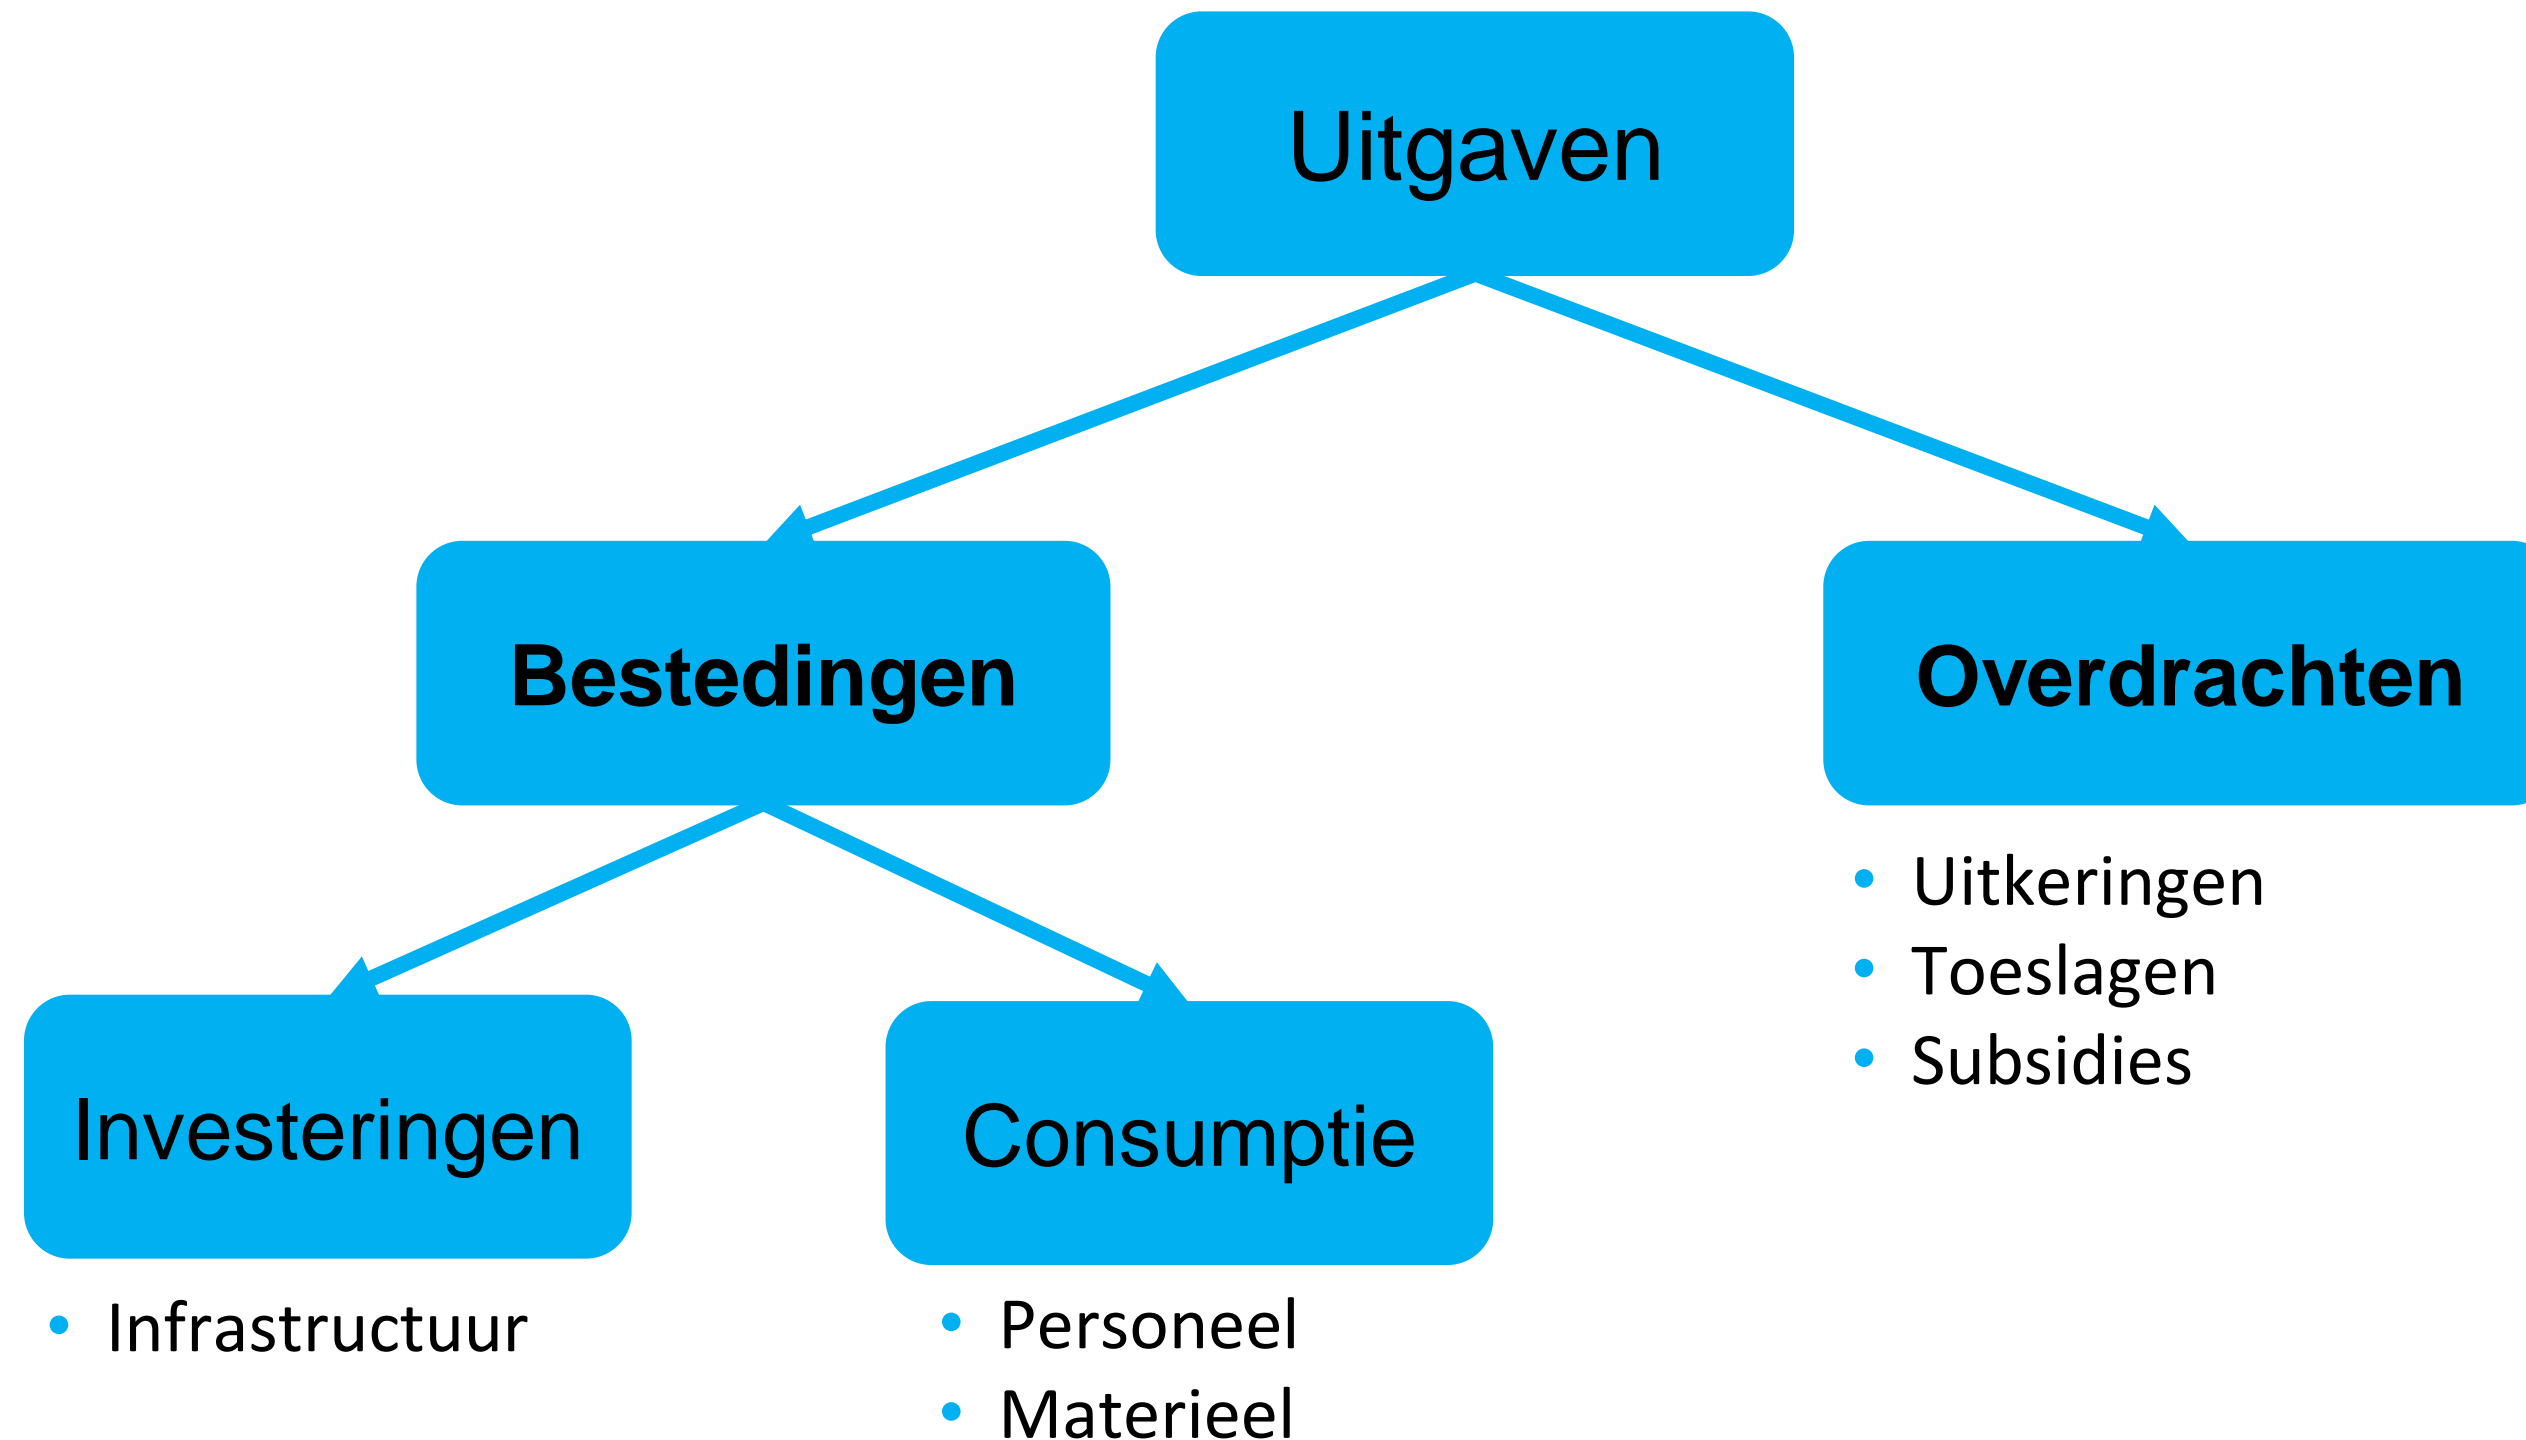 Uitgaven
Bestedingen
Overdrachten
• Uitkeringen
• Toeslagen
• Subsidies
Investeringen
Consumptie
• Infrastructuur
• Personeel
• Materieel